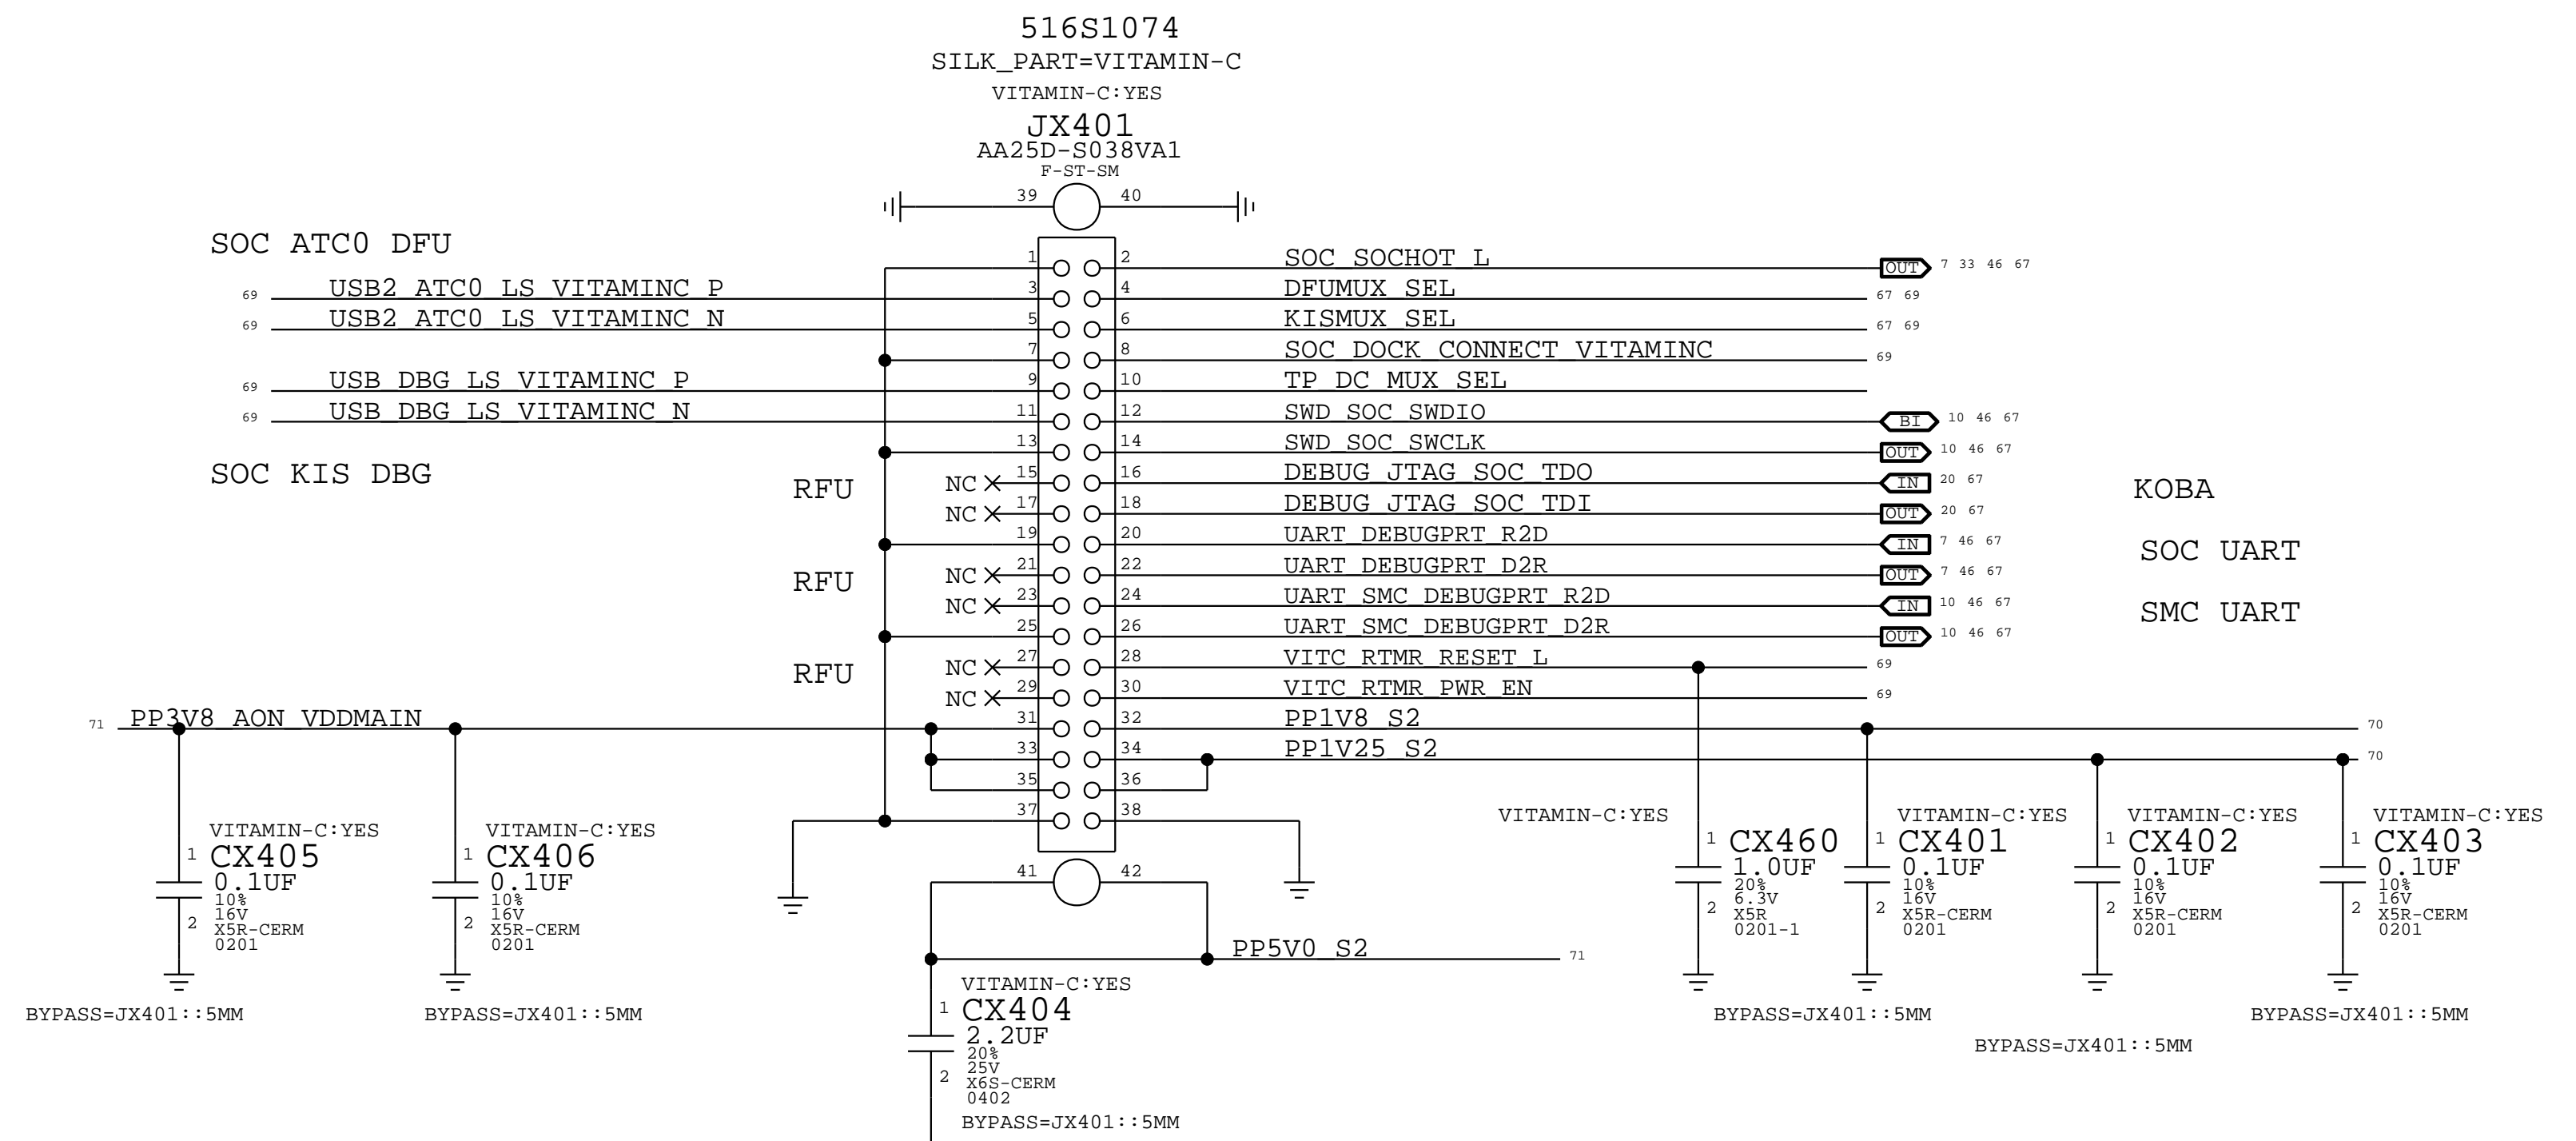 516S1074
SILK_PART=VITAMIN-C
VITAMIN-C:YES
JX401
AA25D-S038VA1
F-ST-SM
39 40
SOC ATC0 DFU
1 2 SOC_SOCHOT_L OUT 7 33 46 67
69 USB2_ATC0_LS_VITAMINC_P 3 4 DFUMUX_SEL 67 69
69 USB2_ATC0_LS_VITAMINC_N 5 6 KISMUX_SEL 67 69
7 8 SOC_DOCK_CONNECT_VITAMINC 69
69 USB_DBG_LS_VITAMINC_P 9 10 TP_DC_MUX_SEL
69 USB_DBG_LS_VITAMINC_N 11 12 SWD_SOC_SWDIO BI 10 46 67
13 14 SWD_SOC_SWCLK OUT 10 46 67
SOC KIS DBG
RFU NC 15 16 DEBUG_JTAG_SOC_TDO IN 20 67
KOBA
NC 17 18 DEBUG_JTAG_SOC_TDI OUT 20 67
19 20 UART_DEBUGPRT_R2D IN 7 46 67
SOC UART
RFU NC 21 22 UART_DEBUGPRT_D2R OUT 7 46 67
NC 23 24 UART_SMC_DEBUGPRT_R2D IN 10 46 67
SMC UART
25 26 UART_SMC_DEBUGPRT_D2R OUT 10 46 67
RFU NC 27 28 VITC_RTMR_RESET_L 69
NC 29 30 VITC_RTMR_PWR_EN 69
71 PP3V8_AON_VDDMAIN 31 32 PP1V8_S2 70
33 34 PP1V25_S2 70
35 36
37 38
41 42
VITAMIN-C:YES
1 CX405
0.1UF
10%
16V
2 X5R-CERM
0201
BYPASS=JX401::5MM
VITAMIN-C:YES
1 CX406
0.1UF
10%
16V
2 X5R-CERM
0201
BYPASS=JX401::5MM
PP5V0_S2 71
VITAMIN-C:YES
1 CX404
2.2UF
20%
25V
2 X6S-CERM
0402
BYPASS=JX401::5MM
VITAMIN-C:YES
1 CX460
1.0UF
20%
6.3V
2 X5R
0201-1
VITAMIN-C:YES
1 CX401
0.1UF
10%
16V
2 X5R-CERM
0201
BYPASS=JX401::5MM
VITAMIN-C:YES
1 CX402
0.1UF
10%
16V
2 X5R-CERM
0201
BYPASS=JX401::5MM
VITAMIN-C:YES
1 CX403
0.1UF
10%
16V
2 X5R-CERM
0201
BYPASS=JX401::5MM